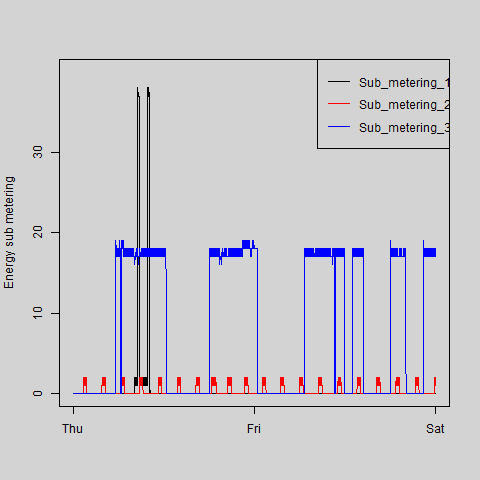 Sub_metering_1
Sub_metering_2
Sub_metering_3
Energy sub metering
30
20
10
0
Thu Fri Sat